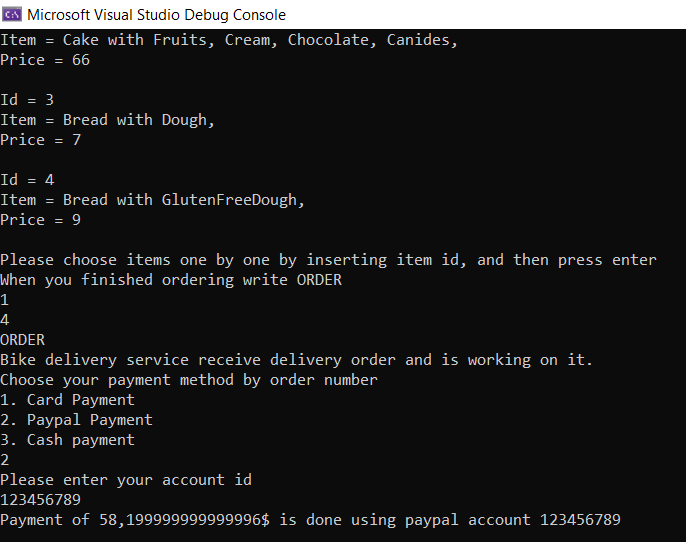 Microsoft Visual Studio Debug Console
Item = Cake with Fruits, Cream, Chocolate, Canides,
Price = 66
Id = 3
Item = Bread with Dough,
Price = 7
Id = 4
Item = Bread with GlutenFreeDough,
Price = 9
Please choose items one by one by inserting item id, and then press enter
When you finished ordering write ORDER
1
4
ORDER
Bike delivery service receive delivery order and is working on it.
Choose your payment method by order number
1. Card Payment
2. Paypal Payment
3. Cash payment
2
Please enter your account id
123456789
Payment of 58,199999999999996$ is done using paypal account 123456789